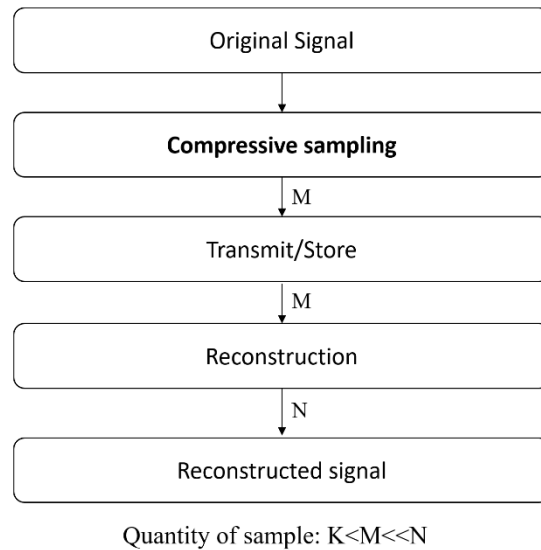 Original Signal
Compressive sampling
M
Transmit/Store
M
Reconstruction
N
Reconstructed signal
Quantity of sample: K<M<<N